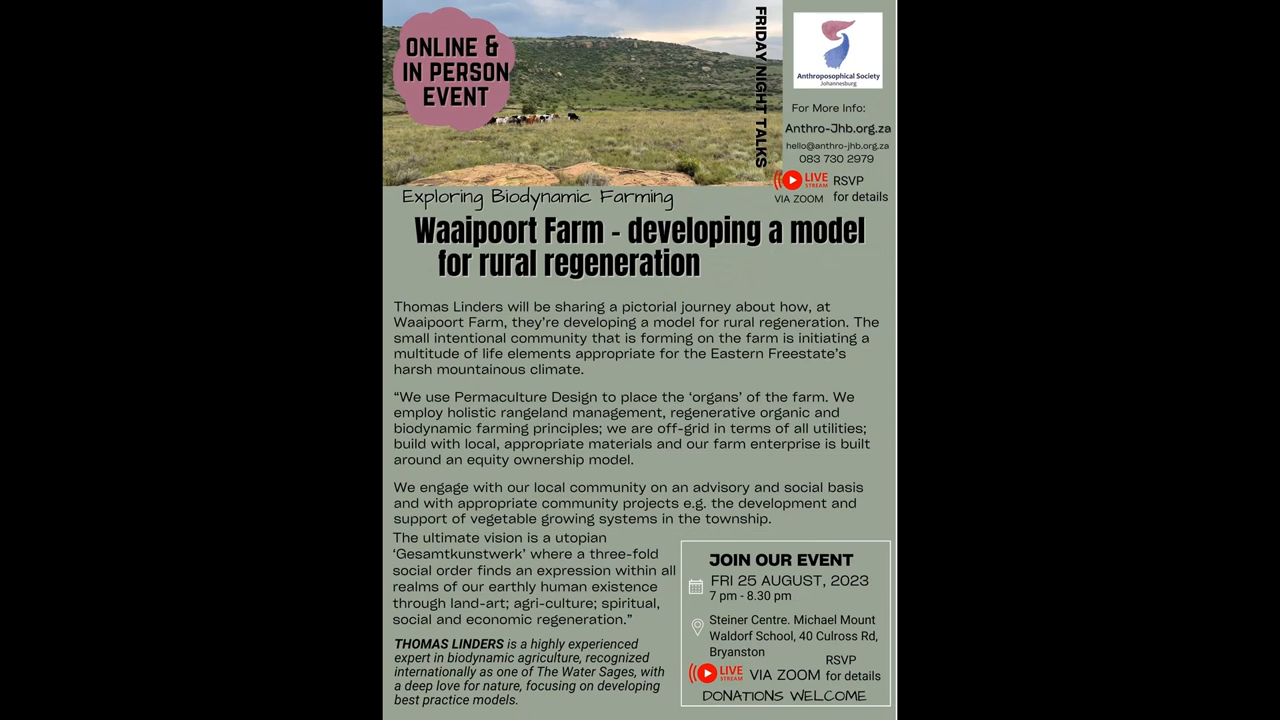 ONLINE &
IN PERSON
EVENT
FRIDAY NIGHT TALKS
Anthroposophical Society
Johannesburg
For More Info:
Anthro-Jhb.org.za
hello@anthro-jhb.org.za
083 730 2979
LIVE
STREAM
VIA ZOOM
RSVP
for details
Exploring Biodynamic Farming
Waaipoort Farm - developing a model
for rural regeneration
Thomas Linders will be sharing a pictorial journey about how, at
Waaipoort Farm, they’re developing a model for rural regeneration. The
small intentional community that is forming on the farm is initiating a
multitude of life elements appropriate for the Eastern Freestate’s
harsh mountainous climate.
“We use Permaculture Design to place the ‘organs’ of the farm. We
employ holistic rangeland management, regenerative organic and
biodynamic farming principles; we are off-grid in terms of all utilities;
build with local, appropriate materials and our farm enterprise is built
around an equity ownership model.
We engage with our local community on an advisory and social basis
and with appropriate community projects e.g. the development and
support of vegetable growing systems in the township.
The ultimate vision is a utopian
‘Gesamtkunstwerk’ where a three-fold
social order finds an expression within all
realms of our earthly human existence
through land-art; agri-culture; spiritual,
social and economic regeneration.”
THOMAS LINDERS is a highly experienced
expert in biodynamic agriculture, recognized
internationally as one of The Water Sages, with
a deep love for nature, focusing on developing
best practice models.
JOIN OUR EVENT
FRI 25 AUGUST, 2023
7 pm - 8.30 pm
Steiner Centre. Michael Mount
Waldorf School, 40 Culross Rd,
Bryanston
LIVE
STREAM
VIA ZOOM
RSVP
for details
DONATIONS WELCOME